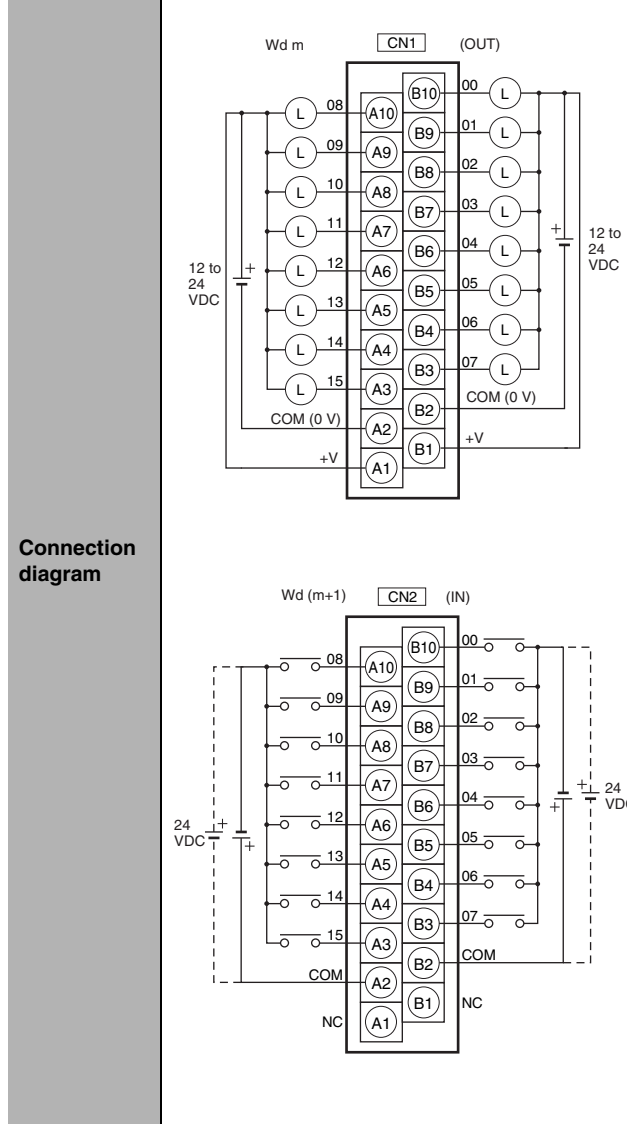 Connection
diagram
Wd m CN1 (OUT)
08 A10 B10 00
L L
09 A9 B9 01
L L
10 A8 B8 02
L L
11 A7 B7 03
L L
12 A6 B6 04
L L
13 A5 B5 05
L L
14 A4 B4 06
L L
15 A3 B3 07
L L
12 to
24
VDC
+
+
12 to
24
VDC
COM (0 V) A2 B2 COM (0 V)
+V A1 B1 +V
Wd (m+1) CN2 (IN)
08 A10 B10 00
09 A9 B9 01
10 A8 B8 02
11 A7 B7 03
12 A6 B6 04
13 A5 B5 05
14 A4 B4 06
15 A3 B3 07
24
VDC
+
+
+
+
24
COM A2 B2 COM
NC A1 B1 NC